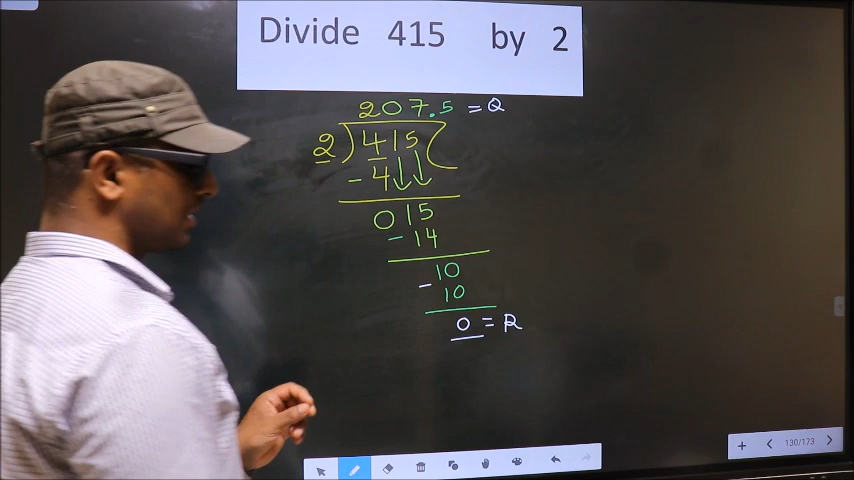 Divide 415 by 2
207.5 = Q
2 ) 415 (
- 4
015
- 14
10
- 10
0 = R
+ < 130/173 >